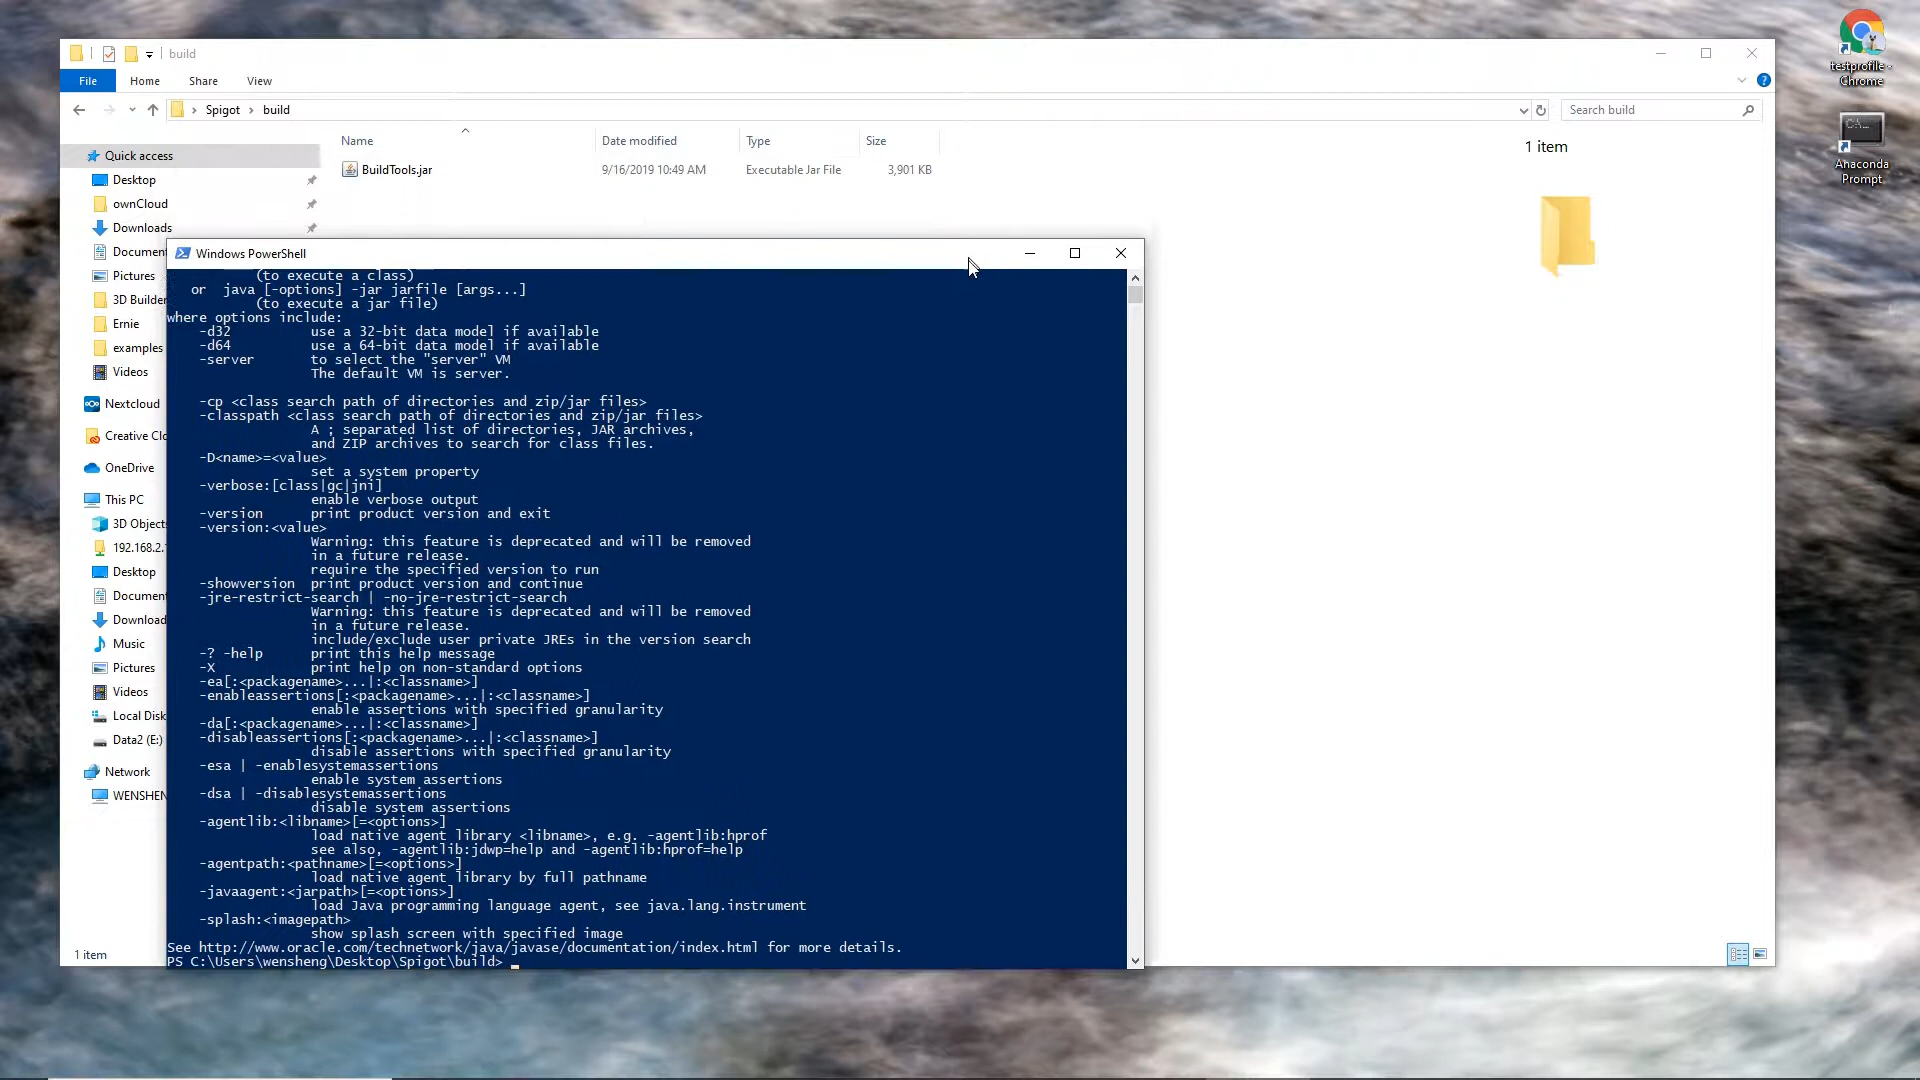 build
File Home Share View
Spigot > build
Search build
Name Date modified Type Size
BuildTools.jar 9/16/2019 10:49 AM Executable Jar File 3,901 KB
1 item
Quick access
Desktop
ownCloud
Downloads
Documen
Pictures
3D Builder
Ernie
examples
Videos
Nextcloud
Creative Clo
OneDrive
This PC
3D Objects
192.168.2.
Desktop
Documen
Download
Music
Pictures
Videos
Local Disk
Data2 (E:)
Network
WENSHEN
1 item
Windows PowerShell
(to execute a class)
or java [-options] -jar jarfile [args...]
(to execute a jar file)
where options include:
-d32 use a 32-bit data model if available
-d64 use a 64-bit data model if available
-server to select the "server" VM
The default VM is server.
-cp <class search path of directories and zip/jar files>
-classpath <class search path of directories and zip/jar files>
A ; separated list of directories, JAR archives,
and ZIP archives to search for class files.
-D<name>=<value>
set a system property
-verbose:[class|gc|jni]
enable verbose output
-version print product version and exit
-version:<value>
Warning: this feature is deprecated and will be removed
in a future release.
require the specified version to run
-showversion print product version and continue
-jre-restrict-search | -no-jre-restrict-search
Warning: this feature is deprecated and will be removed
in a future release.
include/exclude user private JREs in the version search
-? -help print this help message
-X print help on non-standard options
-ea[:<packagename>...|:<classname>]
-enableassertions[:<packagename>...|:<classname>]
enable assertions with specified granularity
-da[:<packagename>...|:<classname>]
-disableassertions[:<packagename>...|:<classname>]
disable assertions with specified granularity
-esa | -enablesystemassertions
enable system assertions
-dsa | -disablesystemassertions
disable system assertions
-agentlib:<libname>[=<options>]
load native agent library <libname>, e.g. -agentlib:hprof
see also, -agentlib:jdwp=help and -agentlib:hprof=help
-agentpath:<pathname>[=<options>]
load native agent library by full pathname
-javaagent:<jarpath>[=<options>]
load Java programming language agent, see java.lang.instrument
-splash:<imagepath>
show splash screen with specified image
See http://www.oracle.com/technetwork/java/javase/documentation/index.html for more details.
PS C:\Users\wensheng\Desktop\Spigot\build>
testprofile -
Chrome
Anaconda
Prompt